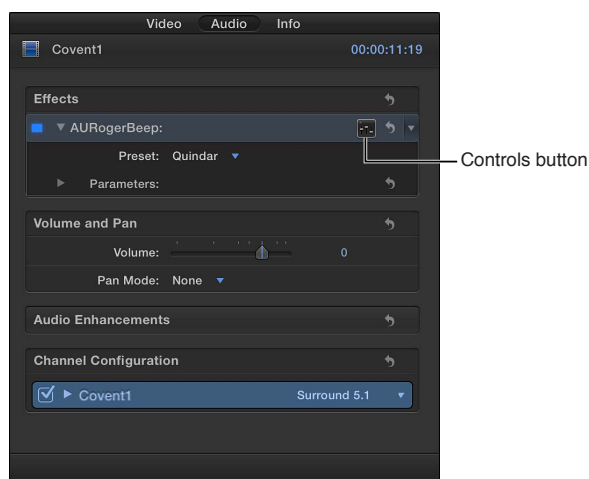 Video Audio Info
Covent1 00:00:11:19
Effects
AURogerBeep:
Preset: Quindar
Controls button
Parameters:
Volume and Pan
Volume: 0
Pan Mode: None
Audio Enhancements
Channel Configuration
Covent1 Surround 5.1